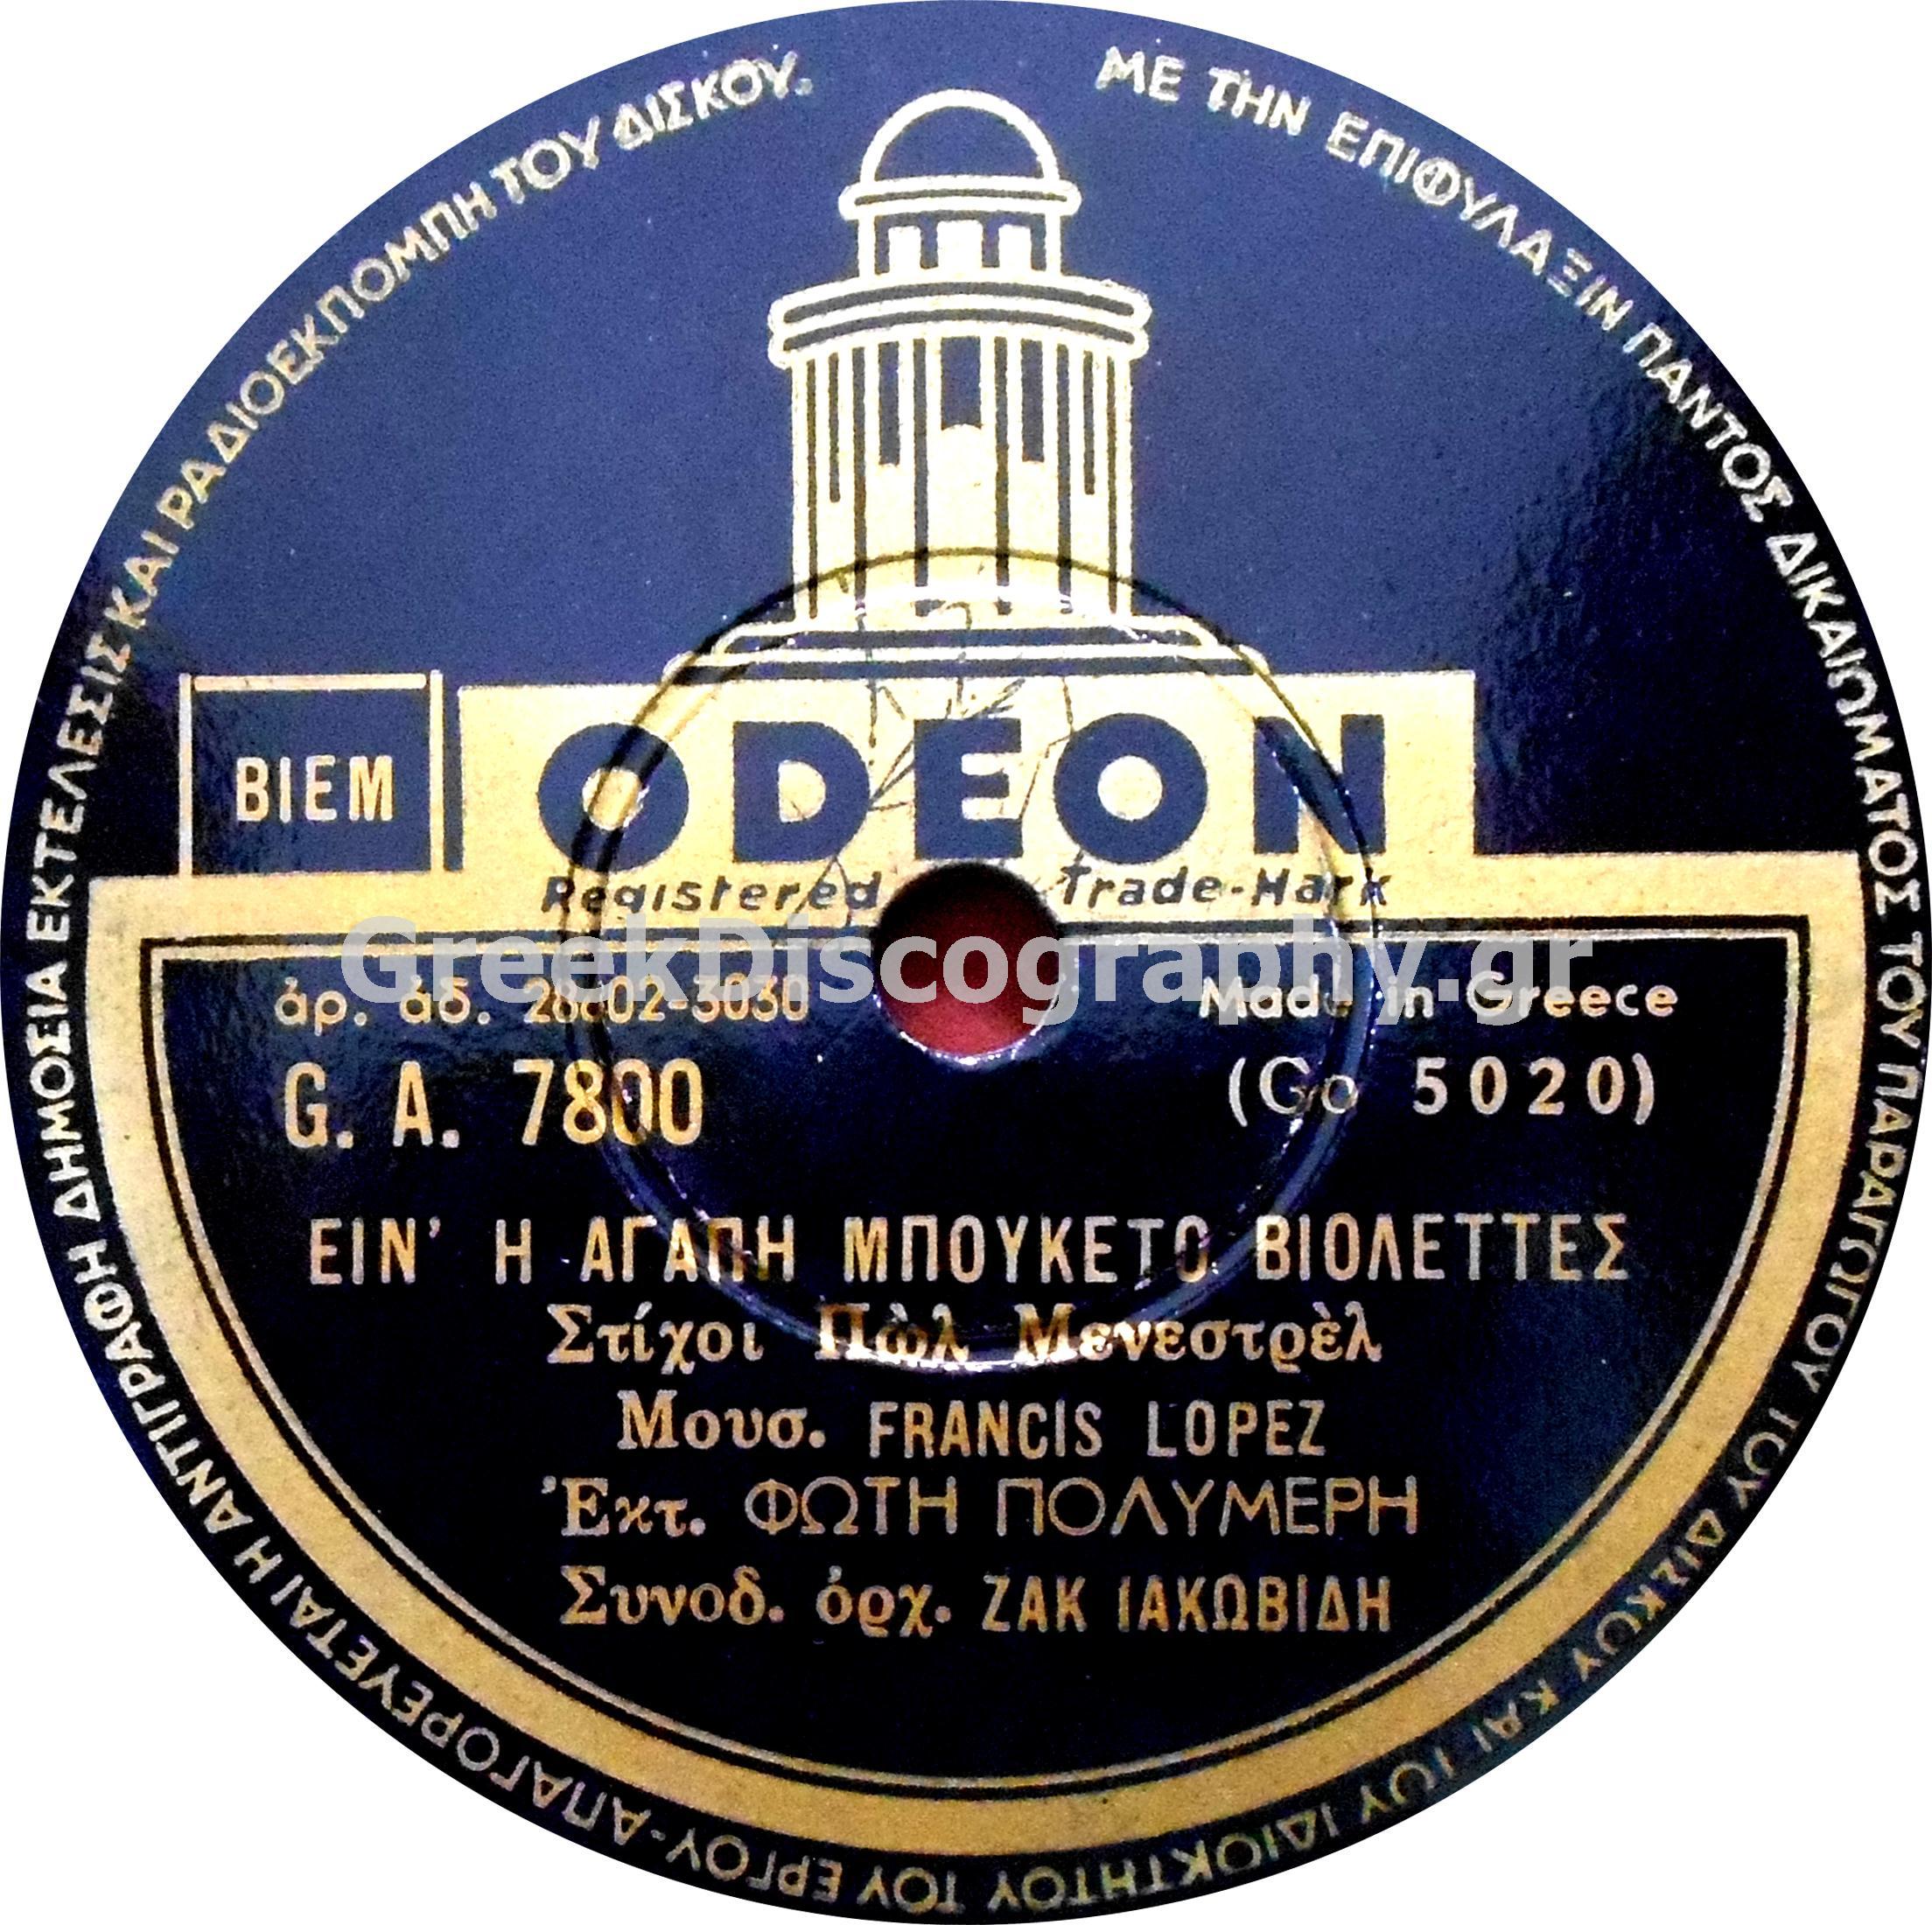 ΜΕ ΤΗΝ ΕΠΙΦΥΛΑΞΙΝ ΠΑΝΤΟΣ ΔΙΚΑΙΩΜΑΤΟΣ ΤΟΥ ΠΑΡΑΓΩΓΟΥ ΤΟΥ ΔΙΣΚΟΥ ΚΑΙ ΤΟΥ ΙΔΙΟΚΤΗΤΟΥ ΤΟΥ ΕΡΓΟΥ-ΑΠΑΓΟΡΕΥΕΤΑΙ Η ΑΝΤΙΓΡΑΦΗ ΔΗΜΟΣΙΑ ΕΚΤΕΛΕΣΙΣ ΚΑΙ ΡΑΔΙΟΕΚΠΟΜΠΗ ΤΟΥ ΔΙΣΚΟΥ.
BIEM
ODEON
Registered Trade-Mark
GreekDiscography.gr
ἀρ. ἀδ. Made in Greece
G. A. 7800 (Go 5020)
ΕΙΝ' Η ΑΓΑΠΗ ΜΠΟΥΚΕΤΟ ΒΙΟΛΕΤΤΕΣ
Στίχοι Πὼλ Μενεστρὲλ
Μουσ. FRANCIS LOPEZ
Ἐκτ. ΦΩΤΗ ΠΟΛΥΜΕΡΗ
Συνοδ. ὀρχ. ΖΑΚ ΙΑΚΩΒΙΔΗ